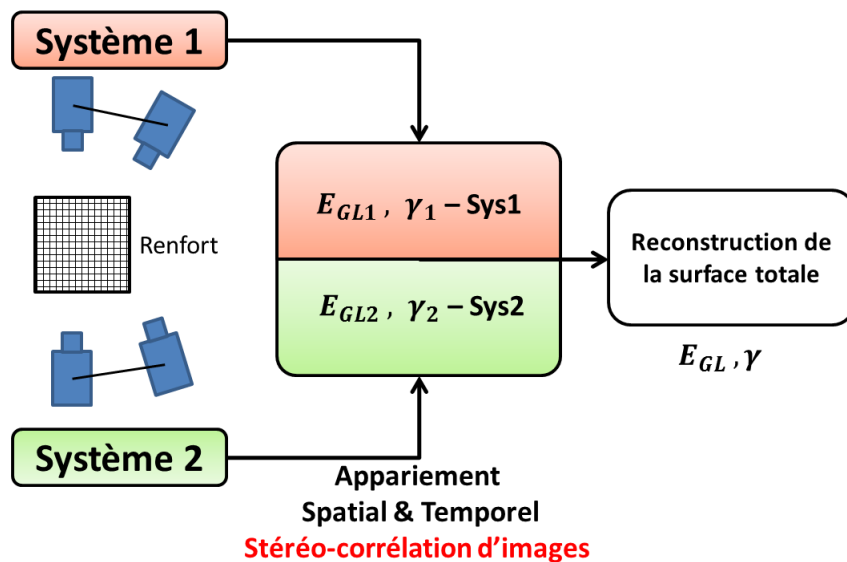 Système 1
E_GL1 , γ_1 – Sys1
Renfort
E_GL2 , γ_2 – Sys2
Reconstruction de
la surface totale
E_GL , γ
Système 2
Appariement
Spatial & Temporel
Stéréo-corrélation d'images